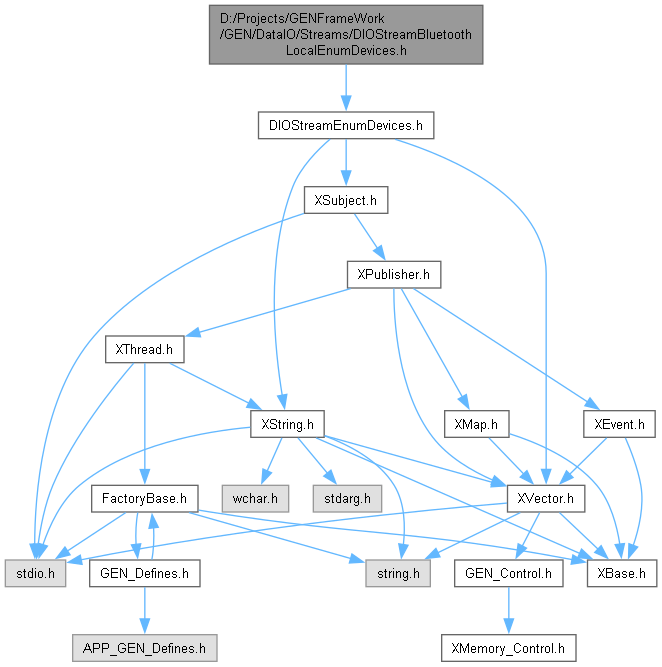 D:/Projects/GENFrameWork
/GEN/DataIO/Streams/DIOStreamBluetooth
LocalEnumDevices.h
DIOStreamEnumDevices.h
XSubject.h
XPublisher.h
XThread.h
XString.h
XMap.h
XEvent.h
wchar.h
stdarg.h
FactoryBase.h
XVector.h
stdio.h
GEN_Defines.h
string.h
GEN_Control.h
XBase.h
APP_GEN_Defines.h
XMemory_Control.h